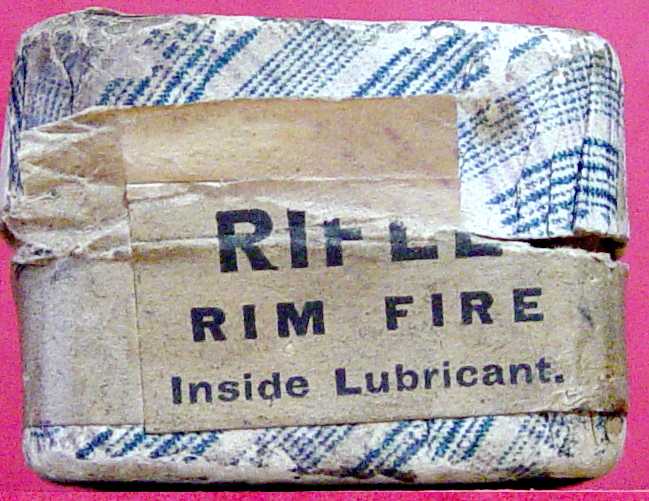 RIFLE
RIM FIRE
Inside Lubricant.